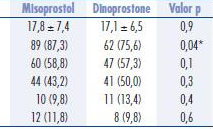 Misoprostol Dinoprostone Valor p
17,8 ± 7,4 17,1 ± 6,5 0,9
89 (87,3) 62 (75,6) 0,04*
60 (58,8) 47 (57,3) 0,1
44 (43,2) 41 (50,0) 0,3
10 (9,8) 11 (13,4) 0,4
12 (11,8) 8 (9,8) 0,6